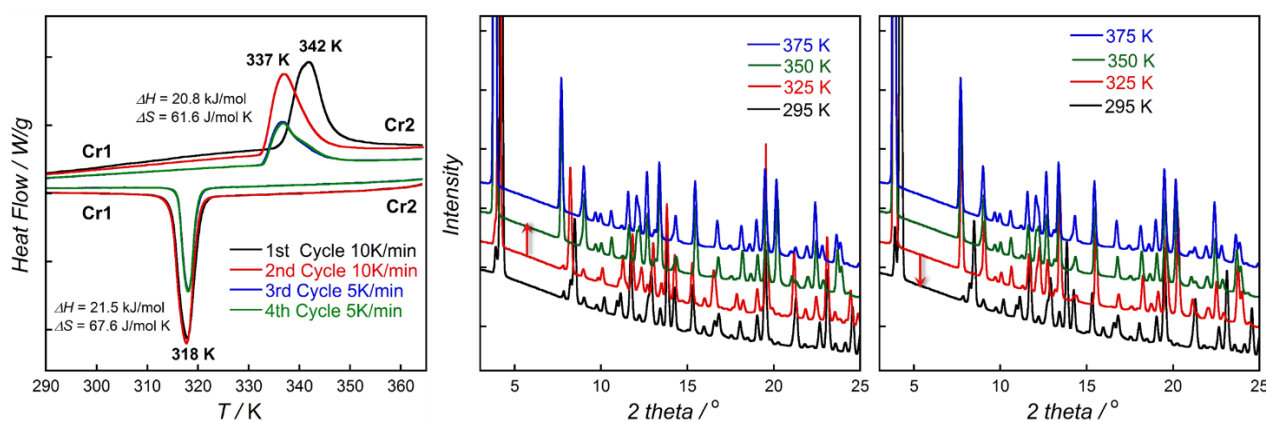 342 K
337 K
ΔH = 20.8 kJ/mol
ΔS = 61.6 J/mol K
Cr1
Cr2
Cr1
Cr2
1st Cycle 10K/min
2nd Cycle 10K/min
3rd Cycle 5K/min
4th Cycle 5K/min
ΔH = 21.5 kJ/mol
ΔS = 67.6 J/mol K
318 K
Heat Flow / W/g
290 300 310 320 330 340 350 360
T / K
375 K
350 K
325 K
295 K
Intensity
5 10 15 20 25
2 theta / °
375 K
350 K
325 K
295 K
5 10 15 20 25
2 theta / °